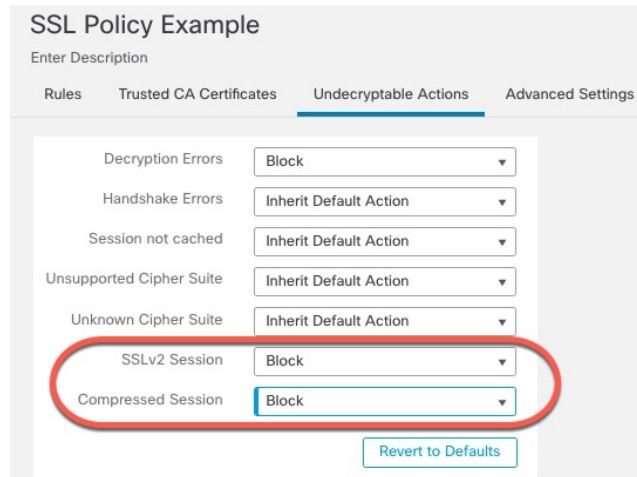 SSL Policy Example
Enter Description
Rules Trusted CA Certificates Undecryptable Actions Advanced Settings
Decryption Errors Block
Handshake Errors Inherit Default Action
Session not cached Inherit Default Action
Unsupported Cipher Suite Inherit Default Action
Unknown Cipher Suite Inherit Default Action
SSLv2 Session Block
Compressed Session Block
Revert to Defaults